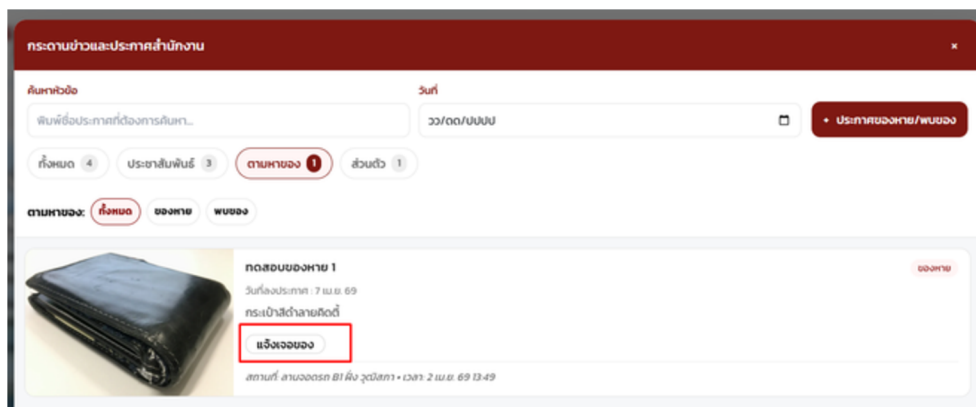 กระดานข่าวและประกาศสำนักงาน ×
ค้นหาหัวข้อ วันที่
พิมพ์ชื่อประกาศที่ต้องการค้นหา... วว/ดด/ปปปป + ประกาศของหาย/พบของ
ทั้งหมด 4 ประชาสัมพันธ์ 3 ตามหาของ 1 ส่วนตัว 1
ตามหาของ: ทั้งหมด ของหาย พบของ
ทดสอบของหาย 1 ของหาย
วันที่ลงประกาศ : 7 เม.ย. 69
กระเป๋าสีดำลายคิตตี้
แจ้งเจอของ
สถานที่ ลานจอดรถ B1 ฝั่ง วุฒิสภา • เวลา: 2 เม.ย. 69 13:49